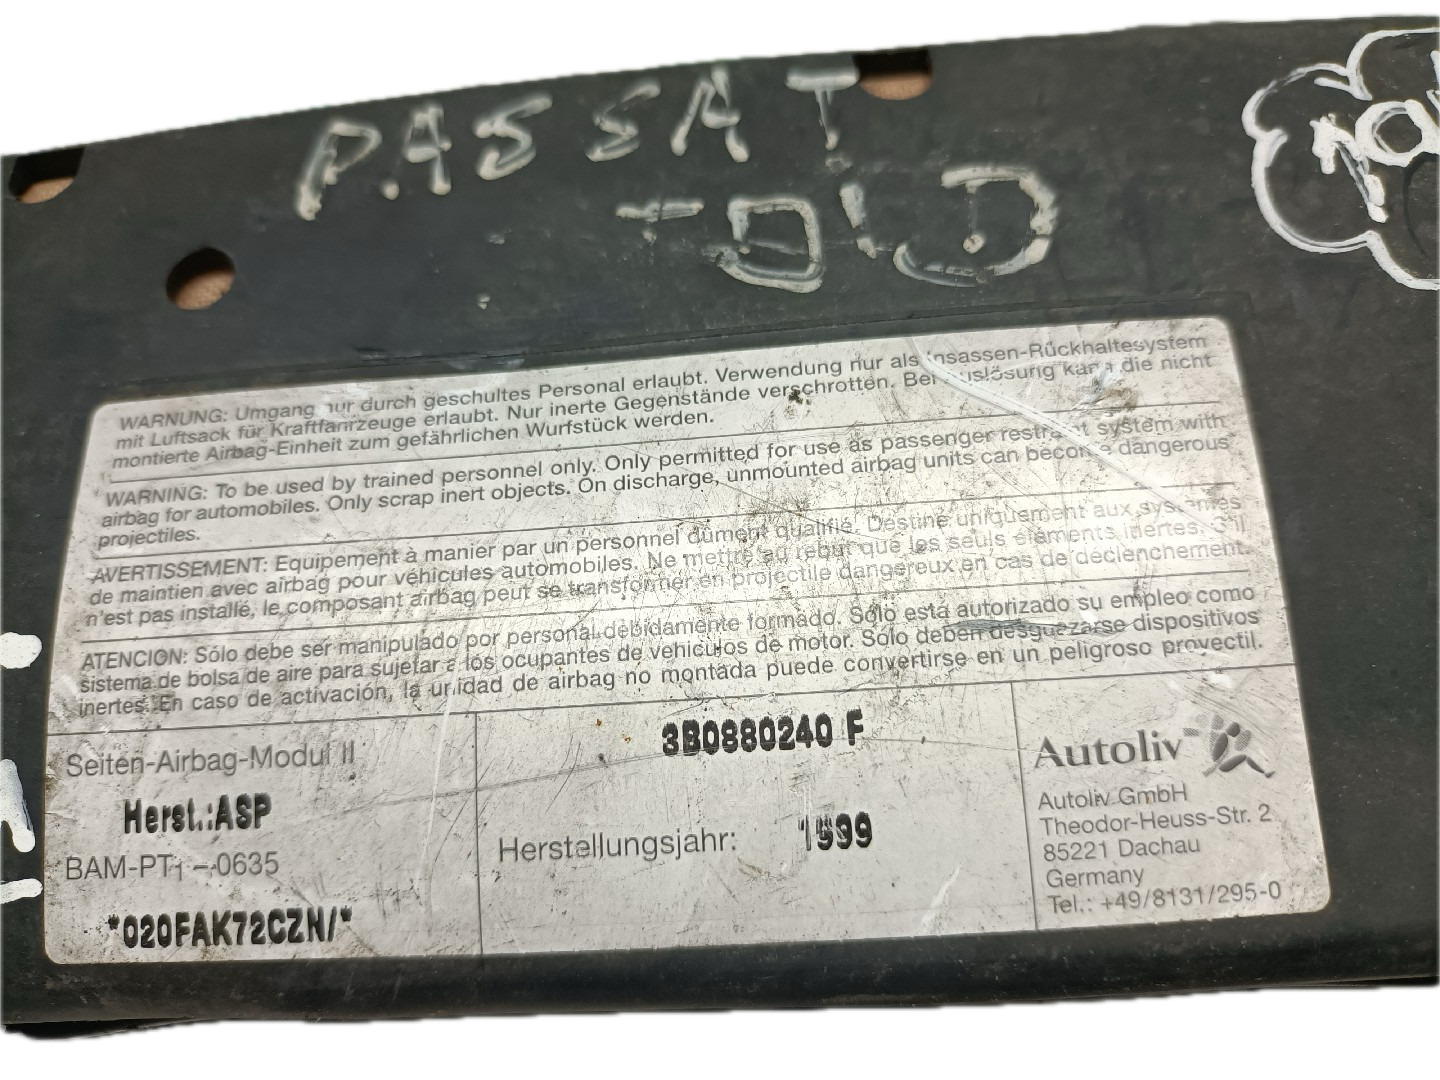 PASSAT
WARNUNG: Umgang nur durch geschultes Personal erlaubt. Verwendung nur als Insassen-Rückhaltesystem
mit Luftsack für Kraftfahrzeuge erlaubt. Nur inerte Gegenstände verschrotten. Bei Auslösung kann die nicht
montierte Airbag-Einheit zum gefährlichen Wurfstück werden.
WARNING: To be used by trained personnel only. Only permitted for use as passenger restraint system with
airbag for automobiles. Only scrap inert objects. On discharge, unmounted airbag units can become dangerous
projectiles.
AVERTISSEMENT: Equipement à manier par un personnel dûment qualifié. Destiné uniquement aux systèmes
de maintien avec airbag pour véhicules automobiles. Ne mettre au rebut que les seuls éléments inertes. S'il
n'est pas installé, le composant airbag peut se transformer en projectile dangereux en cas de déclenchement.
ATENCION: Sólo debe ser manipulado por personal debidamente formado. Sólo está autorizado su empleo como
sistema de bolsa de aire para sujetar a los ocupantes de vehículos de motor. Sólo deben desguazarse dispositivos
inertes. En caso de activación, la unidad de airbag no montada puede convertirse en un peligroso proyectil.
Seiten-Airbag-Modul II
Herst.:ASP
BAM-PT1-0635
*020FAK72CZH/*
3B0880240 F
Herstellungsjahr: 1999
Autoliv
Autoliv GmbH
Theodor-Heuss-Str. 2
85221 Dachau
Germany
Tel.: +49/8131/295-0